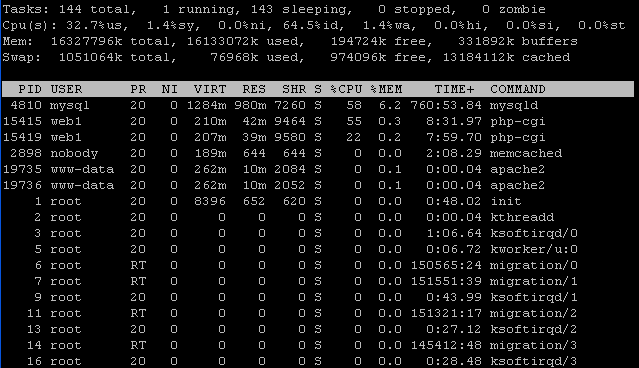 Tasks: 144 total,   1 running, 143 sleeping,   0 stopped,   0 zombie
Cpu(s): 32.7%us,  1.4%sy,  0.0%ni, 64.5%id,  1.4%wa,  0.0%hi,  0.0%si,  0.0%st
Mem:  16327796k total, 16133072k used,   194724k free,   331892k buffers
Swap:  1051064k total,    76968k used,   974096k free, 13184112k cached
PID USER      PR  NI  VIRT  RES  SHR S %CPU %MEM    TIME+  COMMAND
4810 mysql     20   0 1284m 980m 7260 S   58  6.2 760:53.84 mysqld
15415 web1      20   0  210m  42m 9464 S   55  0.3   8:31.97 php-cgi
15419 web1      20   0  207m  39m 9580 S   22  0.2   7:59.70 php-cgi
2898 nobody    20   0  189m  644  644 S    0  0.0   2:08.29 memcached
19735 www-data  20   0  262m  10m 2084 S    0  0.1   0:00.04 apache2
19736 www-data  20   0  262m  10m 2052 S    0  0.1   0:00.04 apache2
1 root      20   0  8396  652  620 S    0  0.0   0:48.02 init
2 root      20   0     0    0    0 S    0  0.0   0:00.04 kthreadd
3 root      20   0     0    0    0 S    0  0.0   1:06.64 ksoftirqd/0
5 root      20   0     0    0    0 S    0  0.0   0:06.72 kworker/u:0
6 root      RT   0     0    0    0 S    0  0.0 150565:24 migration/0
7 root      RT   0     0    0    0 S    0  0.0 151551:39 migration/1
9 root      20   0     0    0    0 S    0  0.0   0:43.99 ksoftirqd/1
11 root      RT   0     0    0    0 S    0  0.0 151321:17 migration/2
13 root      20   0     0    0    0 S    0  0.0   0:27.12 ksoftirqd/2
14 root      RT   0     0    0    0 S    0  0.0 145412:48 migration/3
16 root      20   0     0    0    0 S    0  0.0   0:28.48 ksoftirqd/3